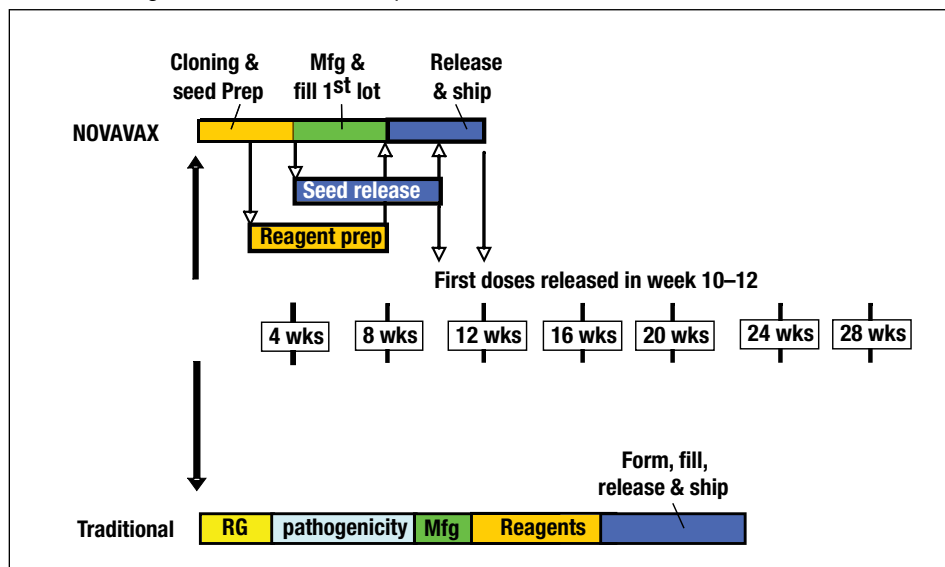 Cloning &
seed Prep
Mfg &
fill 1st lot
Release
& ship
NOVAVAX
Seed release
Reagent prep
First doses released in week 10–12
4 wks
8 wks
12 wks
16 wks
20 wks
24 wks
28 wks
Form, fill,
release & ship
Traditional
RG
pathogenicity
Mfg
Reagents